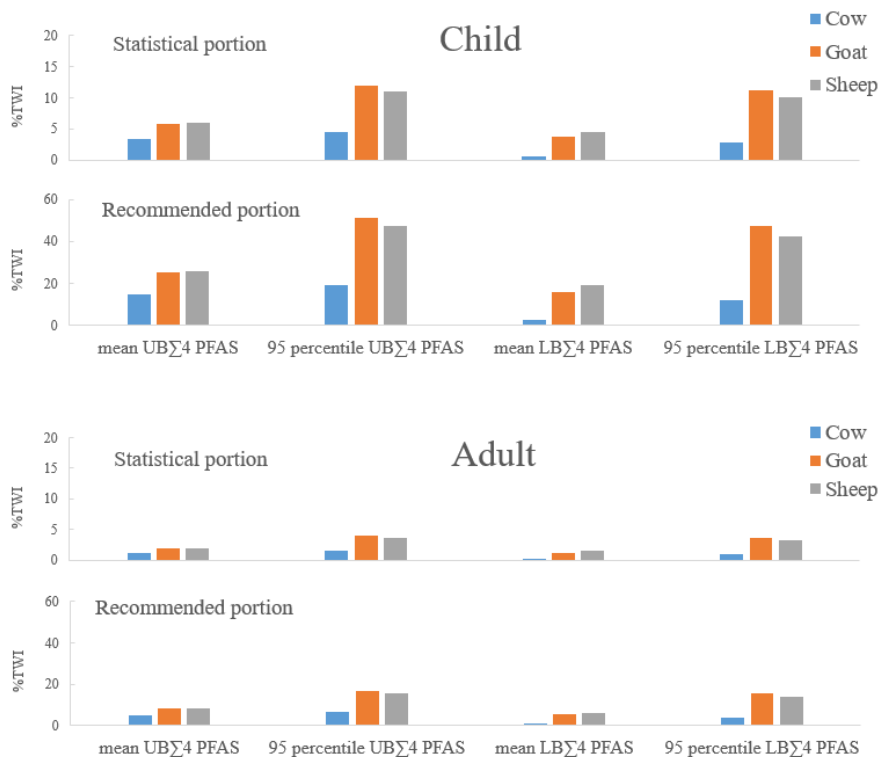 Statistical portion
Child
Cow
Goat
Sheep
%TWI
20
15
10
5
0
Recommended portion
%TWI
60
40
20
0
mean UB∑4 PFAS 95 percentile UB∑4 PFAS mean LB∑4 PFAS 95 percentile LB∑4 PFAS
Statistical portion
Adult
Cow
Goat
Sheep
%TWI
20
15
10
5
0
Recommended portion
%TWI
60
40
20
0
mean UB∑4 PFAS 95 percentile UB∑4 PFAS mean LB∑4 PFAS 95 percentile LB∑4 PFAS